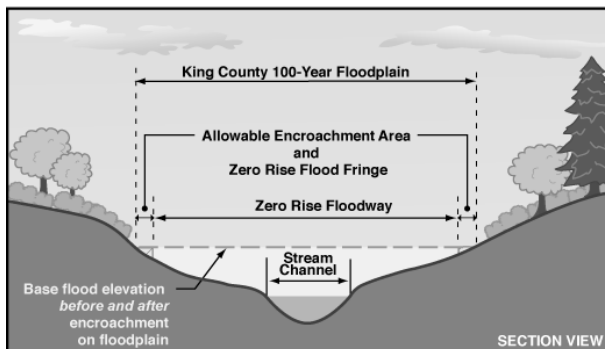 King County 100-Year Floodplain
Allowable Encroachment Area
and
Zero Rise Flood Fringe
Zero Rise Floodway
Stream
Channel
Base flood elevation
before and after
encroachment
on floodplain
SECTION VIEW